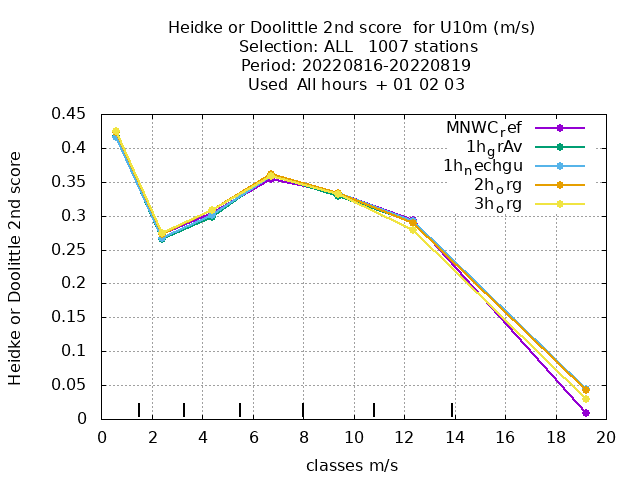 Heidke or Doolittle 2nd score  for U10m (m/s)
Selection: ALL   1007 stations
Period: 20220816-20220819
Used  All hours  + 01 02 03
Heidke or Doolittle 2nd score
0.45
0.4
0.35
0.3
0.25
0.2
0.15
0.1
0.05
0
MNWC_ref
1h_grAv
1h_nechgu
2h_org
3h_org
0 2 4 6 8 10 12 14 16 18 20
classes m/s